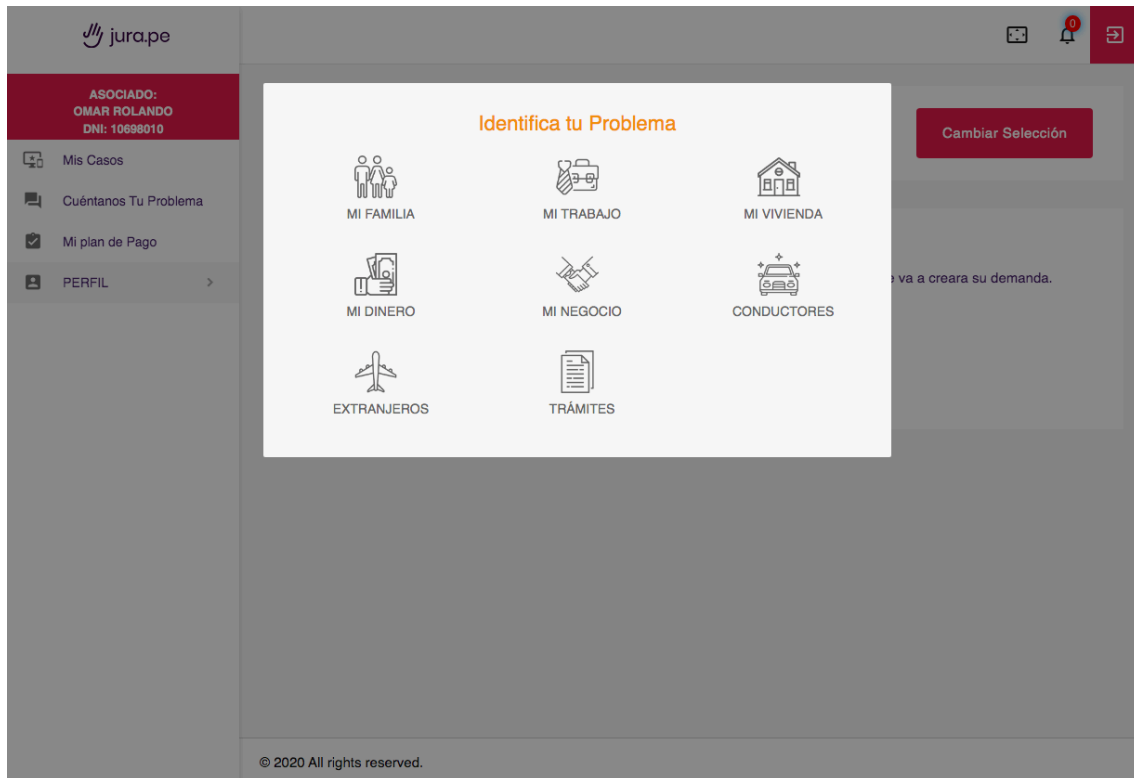 jura.pe
0
ASOCIADO:
OMAR ROLANDO
DNI: 10698010
Mis Casos
Cuéntanos Tu Problema
Mi plan de Pago
PERFIL
Identifica tu Problema
MI FAMILIA
MI TRABAJO
MI VIVIENDA
MI DINERO
MI NEGOCIO
CONDUCTORES
EXTRANJEROS
TRÁMITES
Cambiar Selección
va a creara su demanda.
© 2020 All rights reserved.